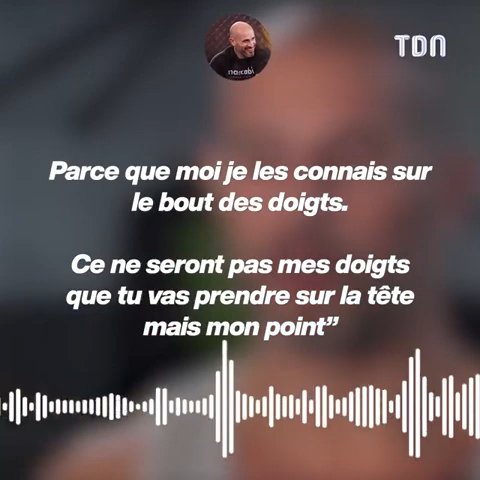 TDN
Parce que moi je les connais sur
le bout des doigts.
Ce ne seront pas mes doigts
que tu vas prendre sur la tête
mais mon point”